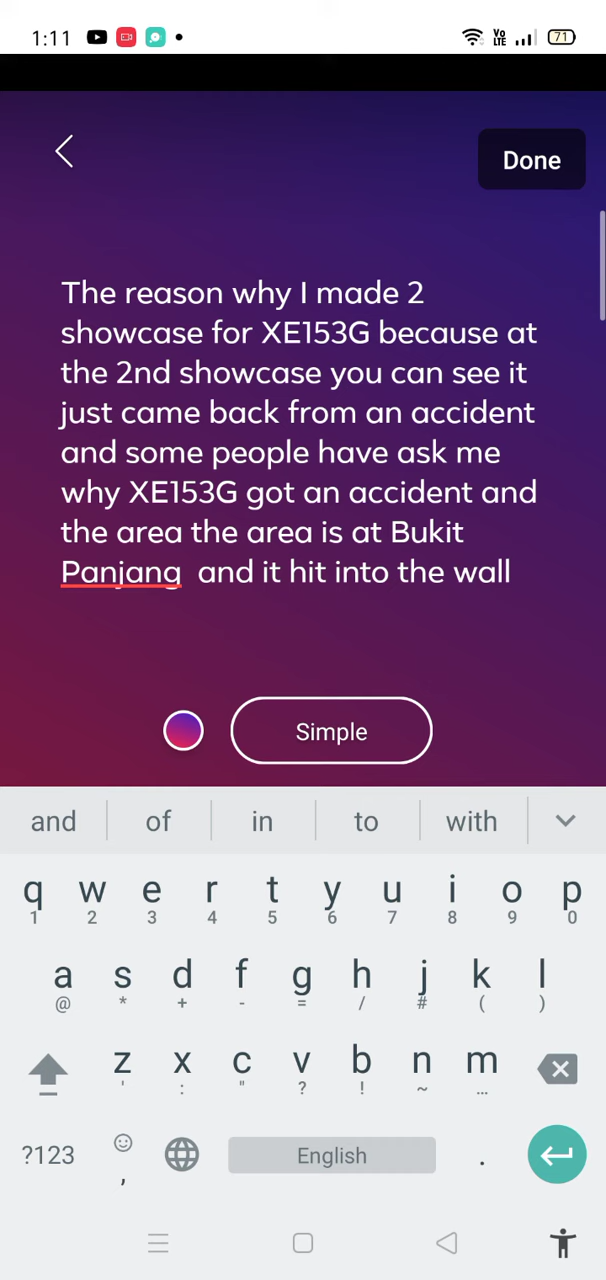 1:11
Vo
LTE
71
Done
The reason why I made 2
showcase for XE153G because at
the 2nd showcase you can see it
just came back from an accident
and some people have ask me
why XE153G got an accident and
the area the area is at Bukit
Panjang  and it hit into the wall
Simple
and of in to with
q w e r t y u i o p
1 2 3 4 5 6 7 8 9 0
a s d f g h j k l
@ * + - = / # ( )
z x c v b n m
' : " ? ! ~ …
?123 , English .